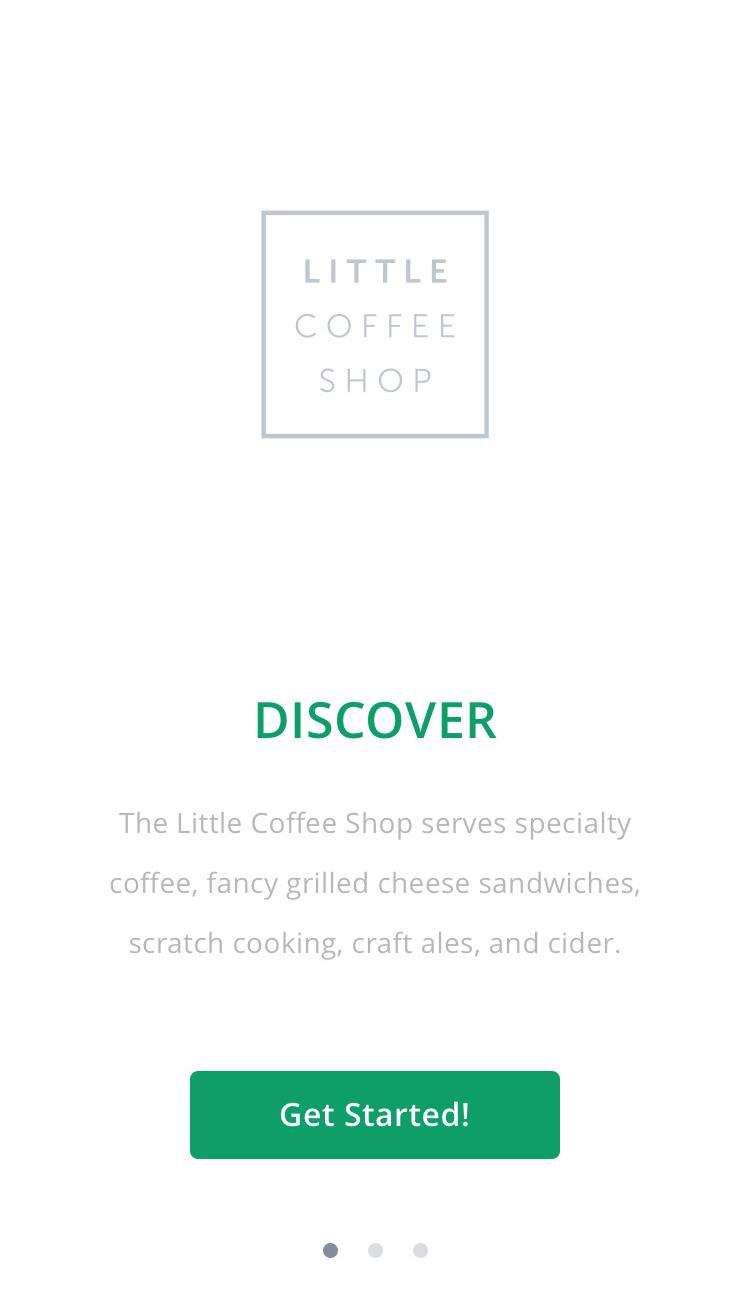 LITTLE
COFFEE
SHOP
DISCOVER
The Little Coffee Shop serves specialty
coffee, fancy grilled cheese sandwiches,
scratch cooking, craft ales, and cider.
Get Started!